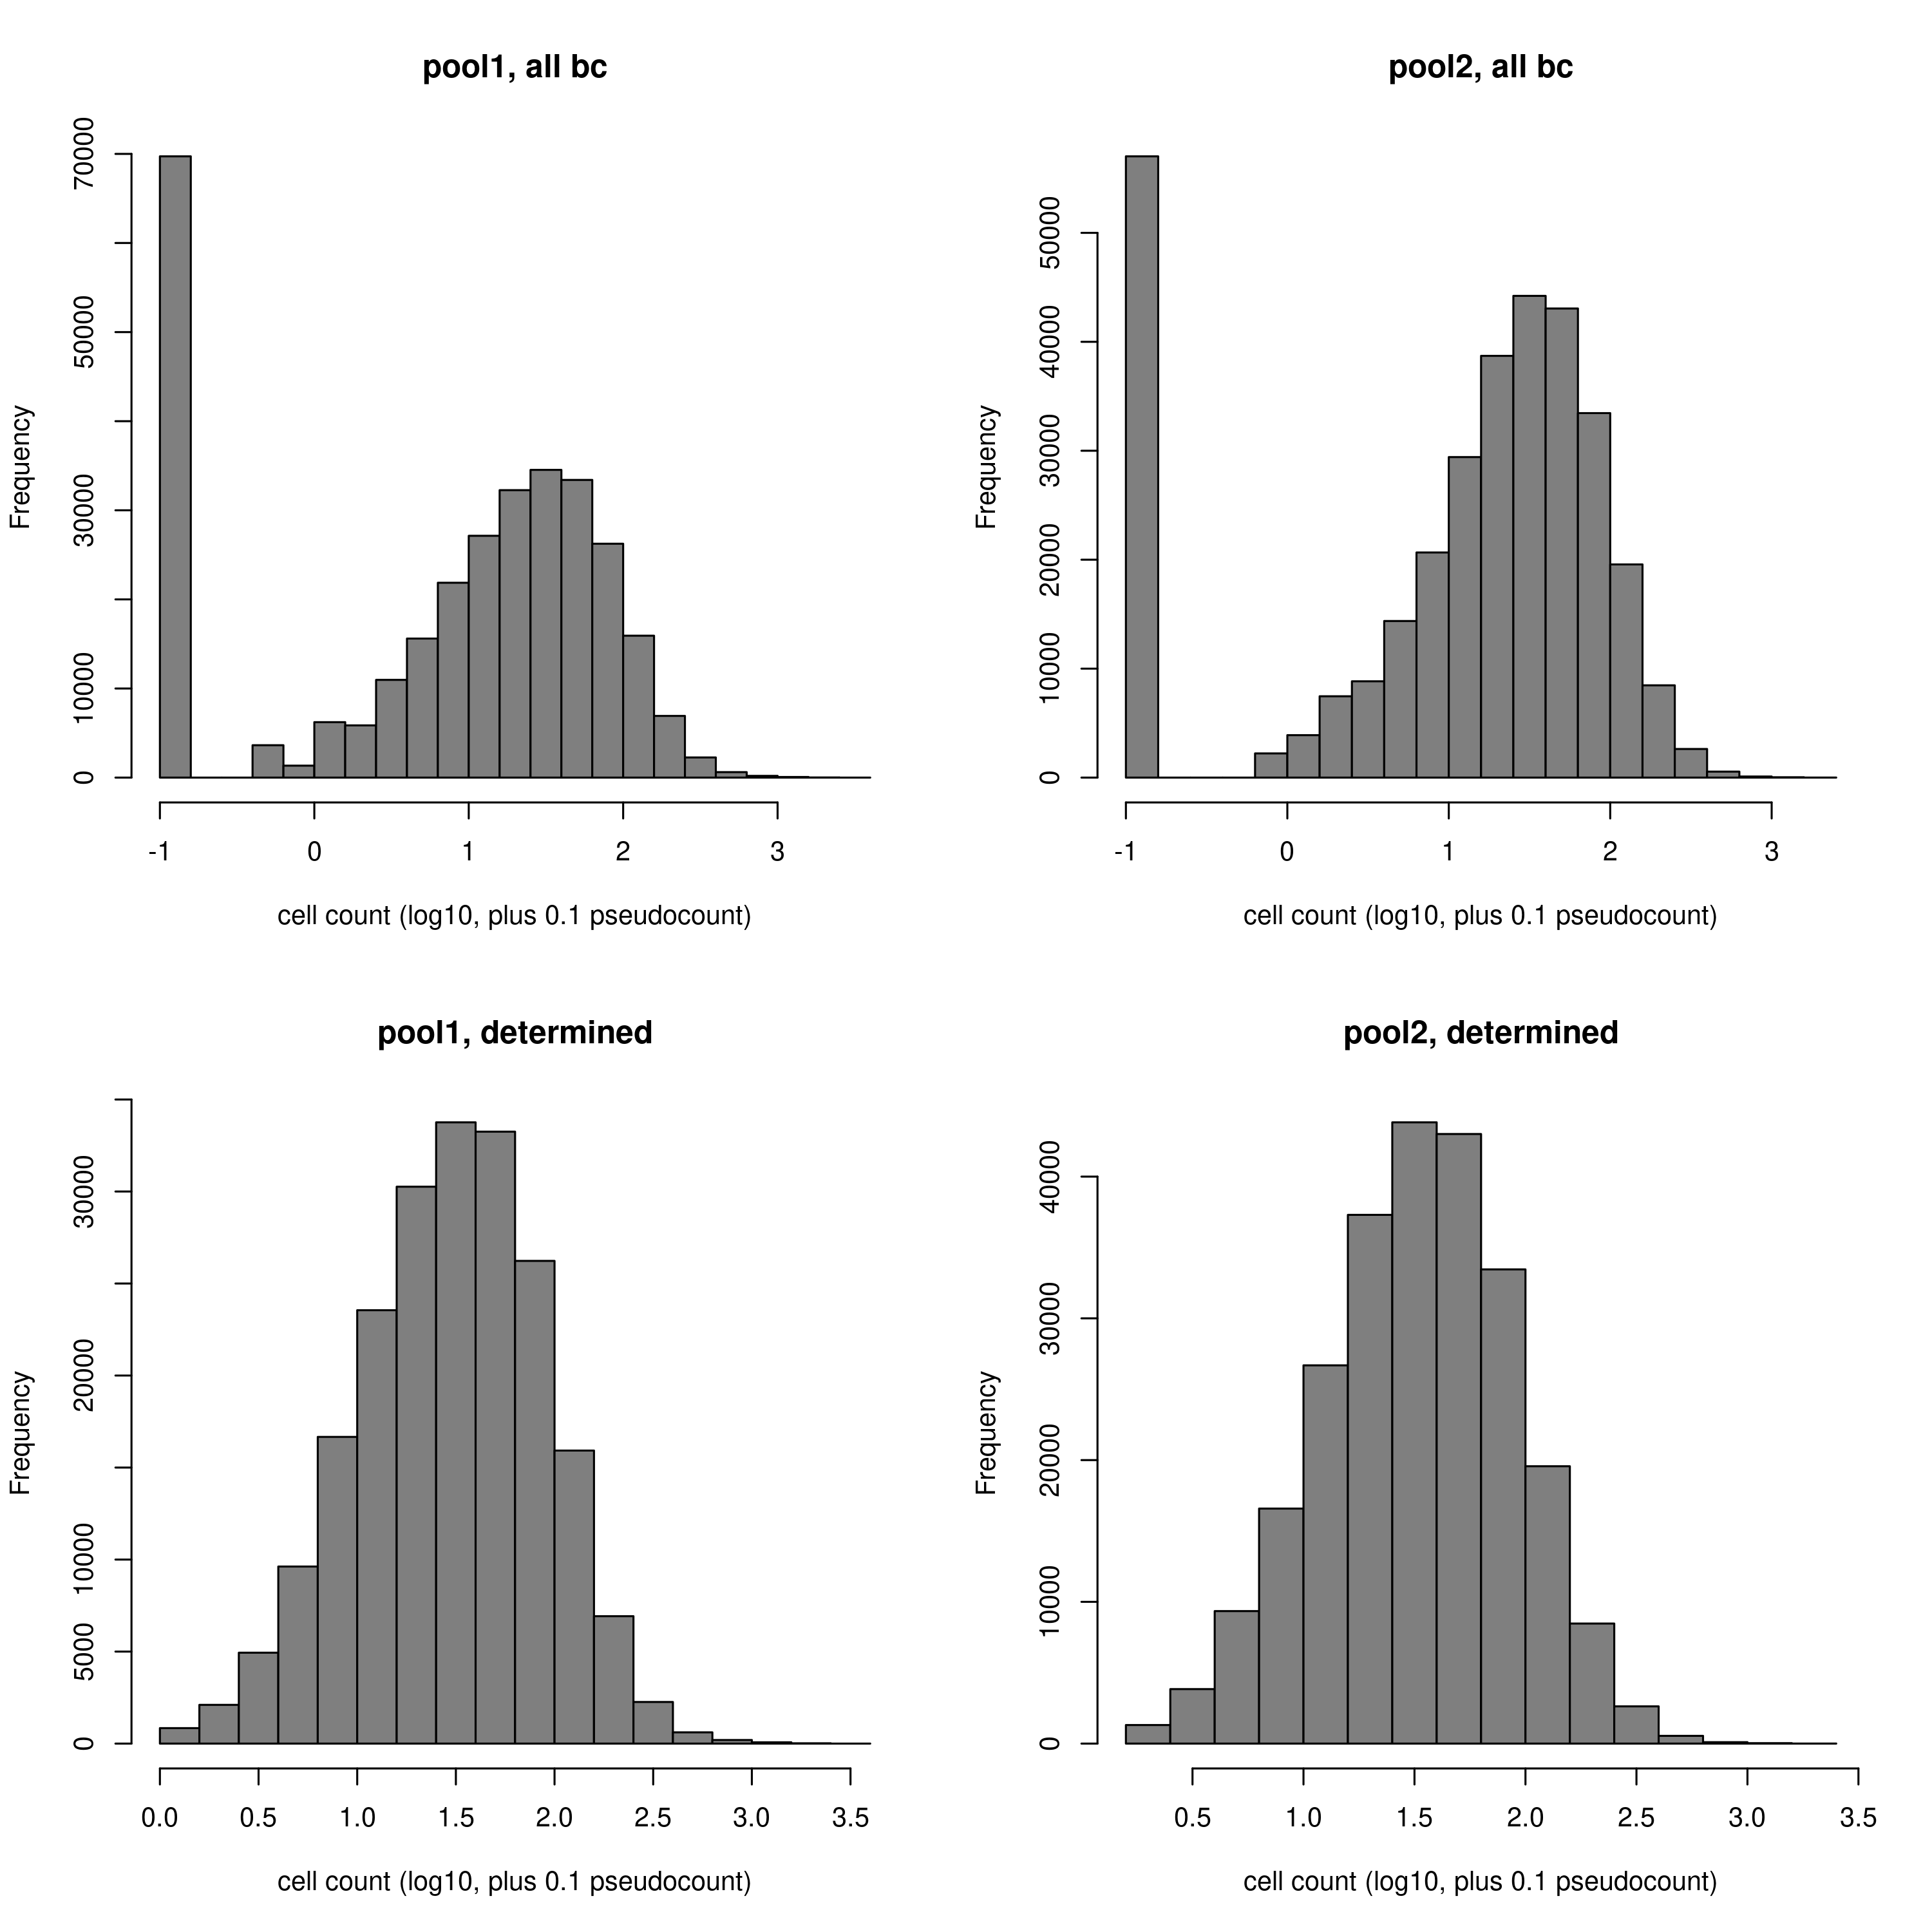 pool1, all bc
Frequency
0
10000
30000
50000
70000
-1 0 1 2 3
cell count (log10, plus 0.1 pseudocount)
pool2, all bc
Frequency
0
10000
20000
30000
40000
50000
-1 0 1 2 3
cell count (log10, plus 0.1 pseudocount)
pool1, determined
Frequency
0
5000
10000
20000
30000
0.0 0.5 1.0 1.5 2.0 2.5 3.0 3.5
cell count (log10, plus 0.1 pseudocount)
pool2, determined
Frequency
0
10000
20000
30000
40000
0.5 1.0 1.5 2.0 2.5 3.0 3.5
cell count (log10, plus 0.1 pseudocount)